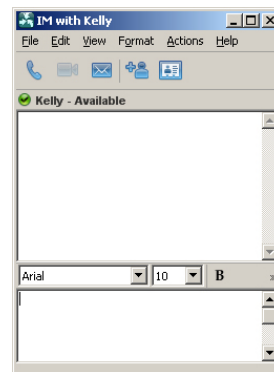 IM with Kelly
File Edit View Format Actions Help
Kelly - Available
Arial 10 B »